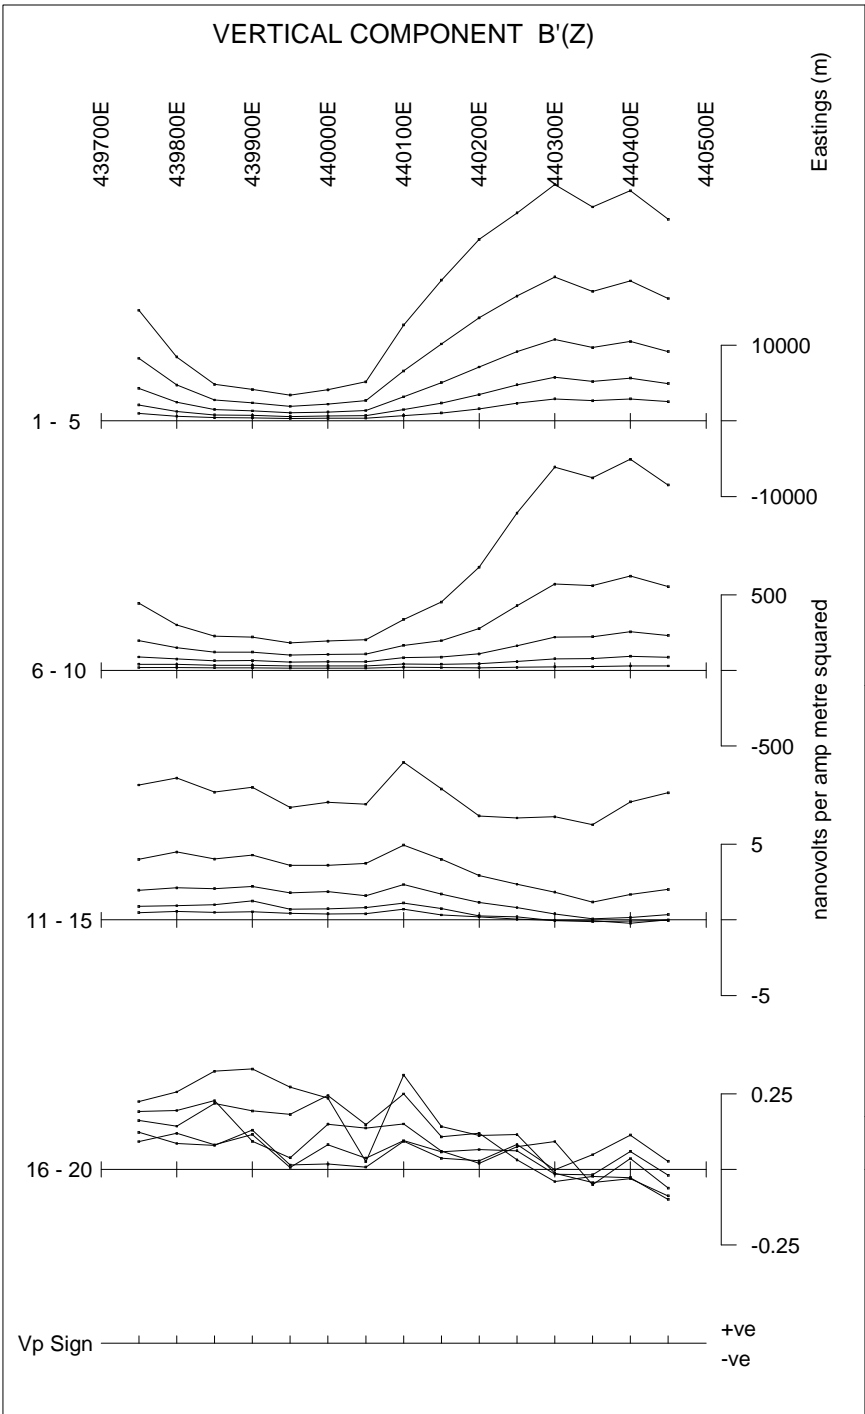 VERTICAL COMPONENT B'(Z)
439700E
439800E
439900E
440000E
440100E
440200E
440300E
440400E
440500E
Eastings (m)
1 - 5
10000
-10000
6 - 10
500
-500
11 - 15
5
-5
16 - 20
0.25
-0.25
nanovolts per amp metre squared
Vp Sign
+ve
-ve